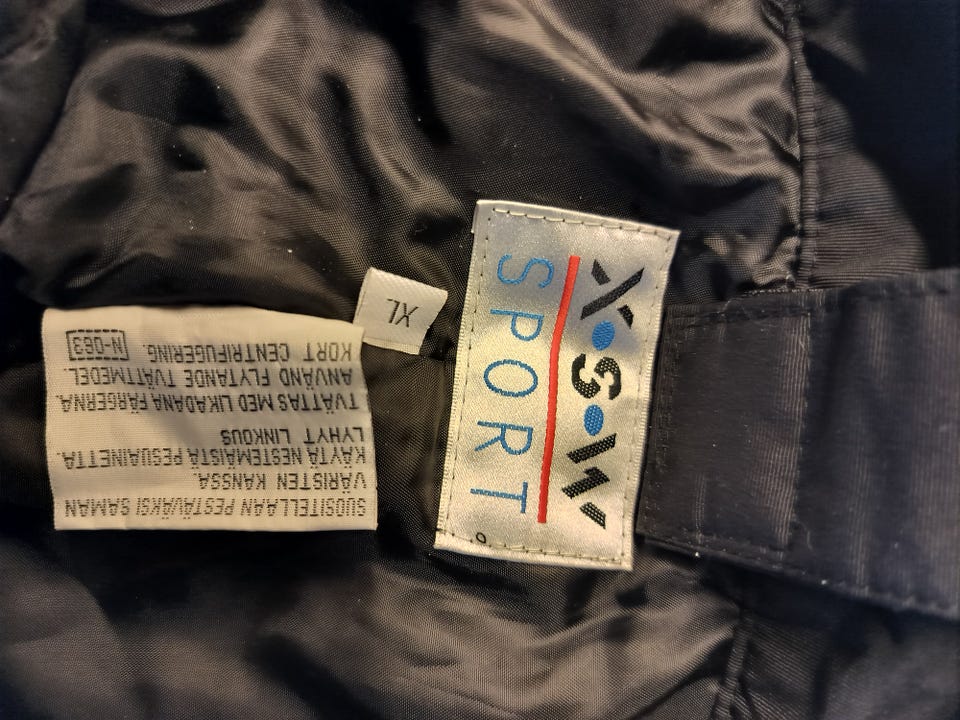 X•S•W
SPORT
XL
SUOSITELLAAN PESTÄVÄKSI SAMAN
VÄRISTEN KANSSA.
KÄYTÄ NESTEMÄISTÄ PESUAINETTA.
LYHYT LINKOUS
TVÄTTAS MED LIKADANA FÄRGERNA.
ANVÄND FLYTANDE TVÄTTMEDEL.
KORT CENTRIFUGERING.
N-063